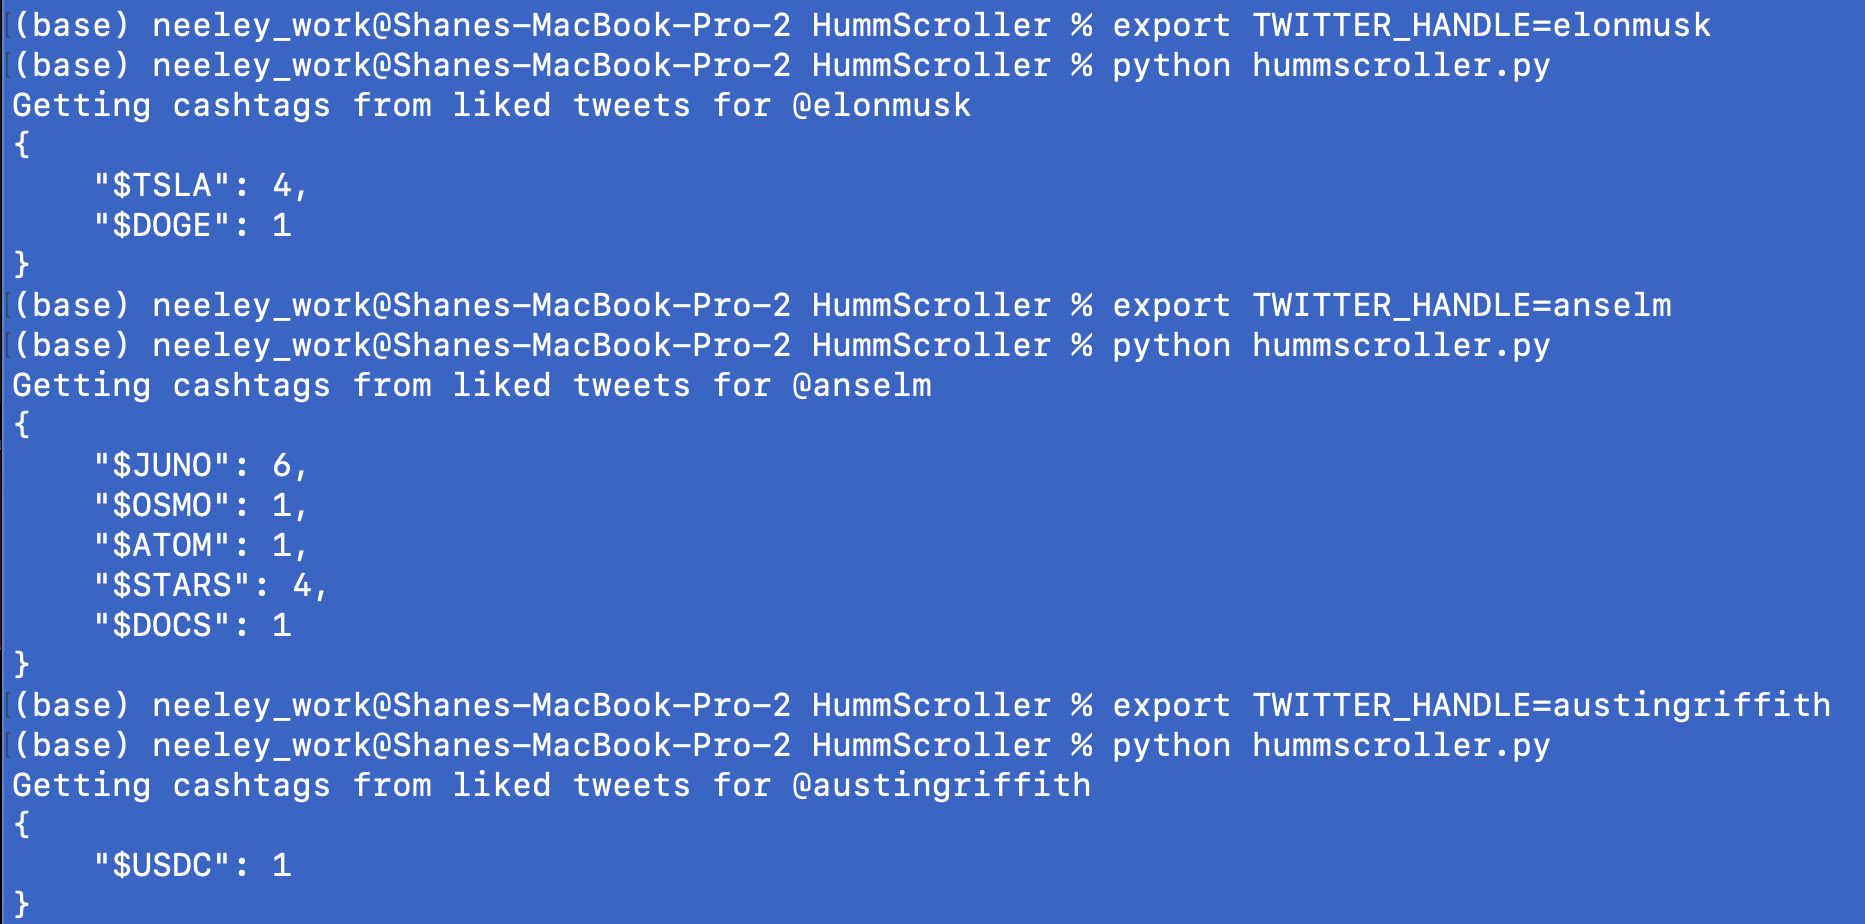 (base) neeley_work@Shanes-MacBook-Pro-2 HummScroller % export TWITTER_HANDLE=elonmusk
(base) neeley_work@Shanes-MacBook-Pro-2 HummScroller % python hummscroller.py
Getting cashtags from liked tweets for @elonmusk
{
    "$TSLA": 4,
    "$DOGE": 1
}
(base) neeley_work@Shanes-MacBook-Pro-2 HummScroller % export TWITTER_HANDLE=anselm
(base) neeley_work@Shanes-MacBook-Pro-2 HummScroller % python hummscroller.py
Getting cashtags from liked tweets for @anselm
{
    "$JUNO": 6,
    "$OSMO": 1,
    "$ATOM": 1,
    "$STARS": 4,
    "$DOCS": 1
}
(base) neeley_work@Shanes-MacBook-Pro-2 HummScroller % export TWITTER_HANDLE=austingriffith
(base) neeley_work@Shanes-MacBook-Pro-2 HummScroller % python hummscroller.py
Getting cashtags from liked tweets for @austingriffith
{
    "$USDC": 1
}